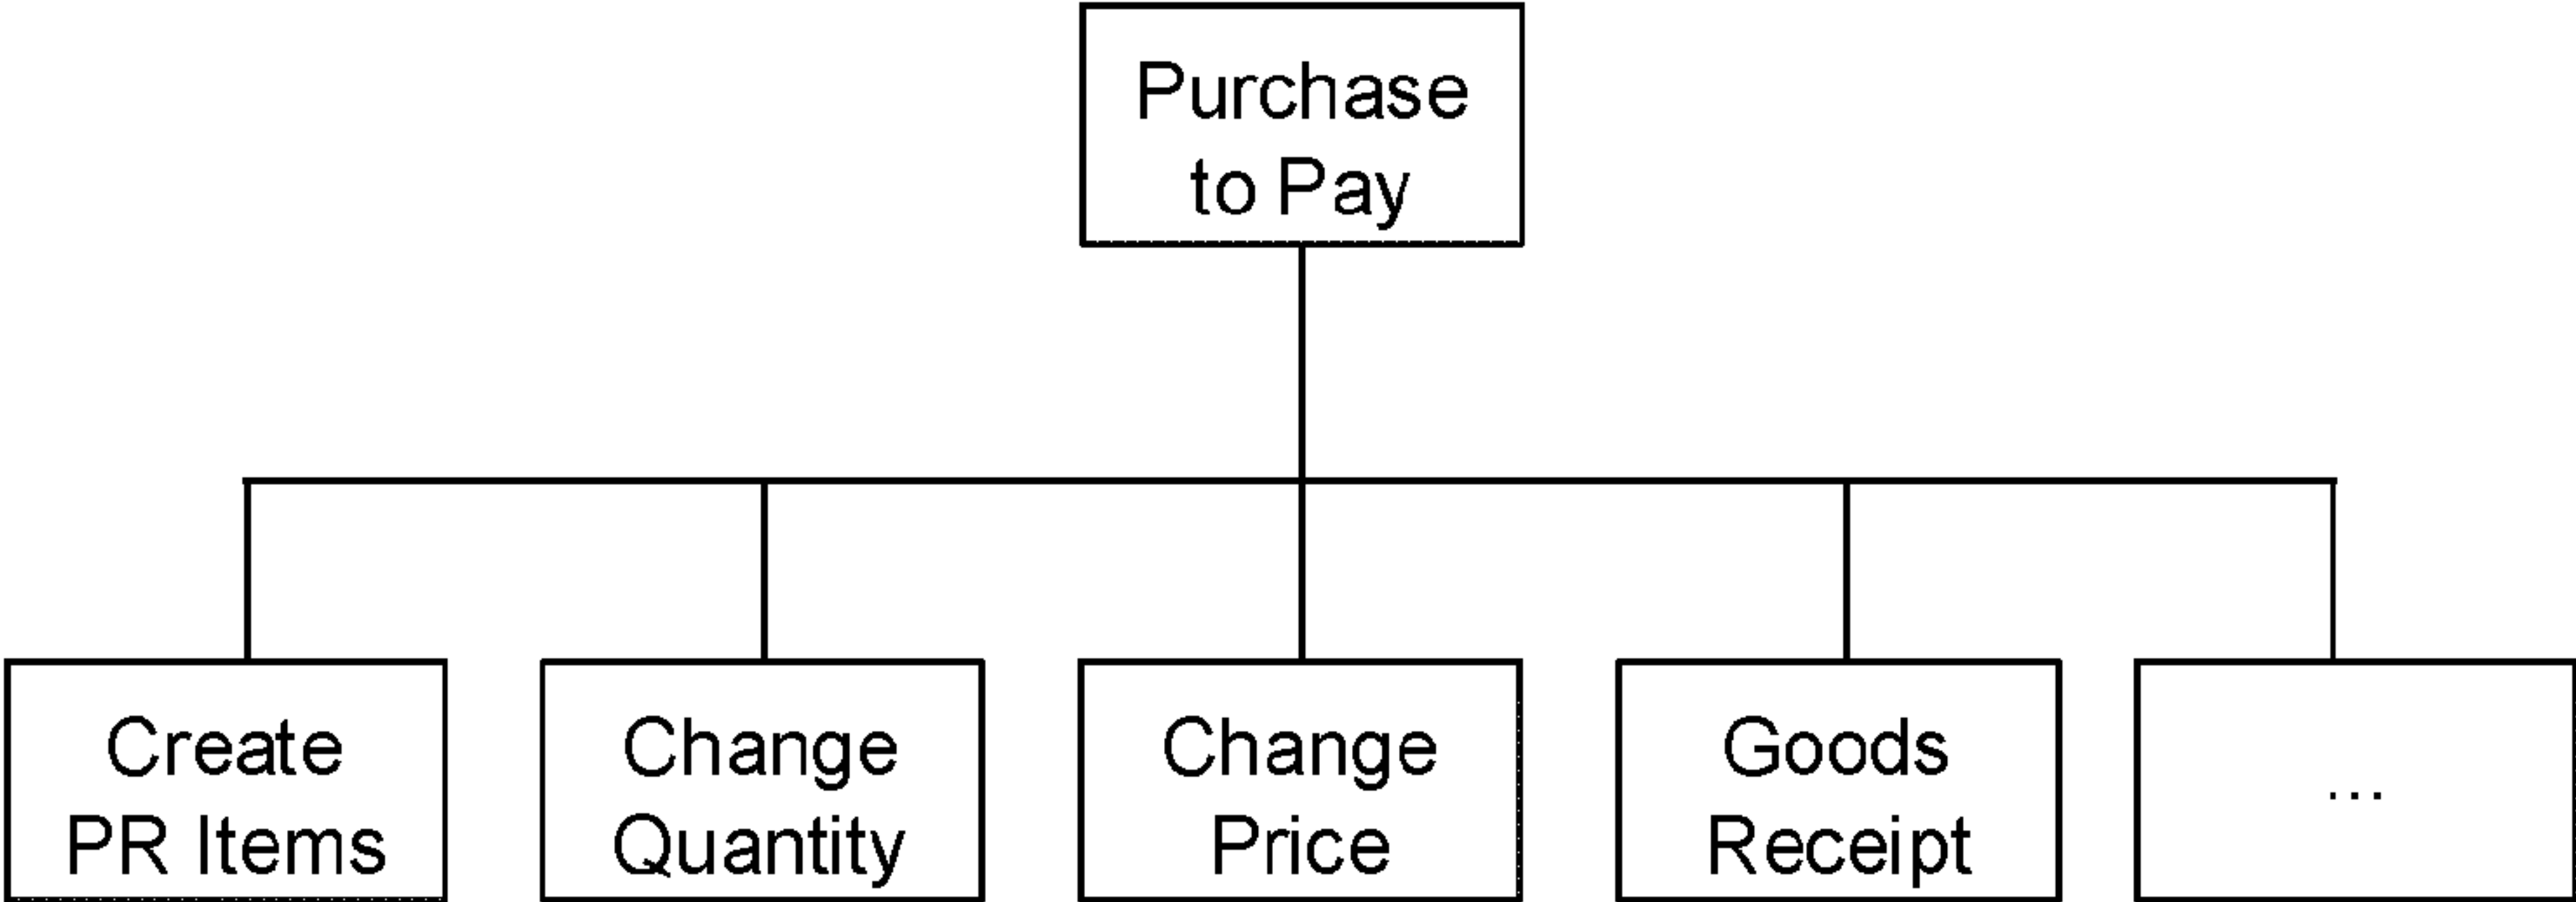 Purchase
to Pay
Create
PR Items
Change
Quantity
Change
Price
Goods
Receipt
...